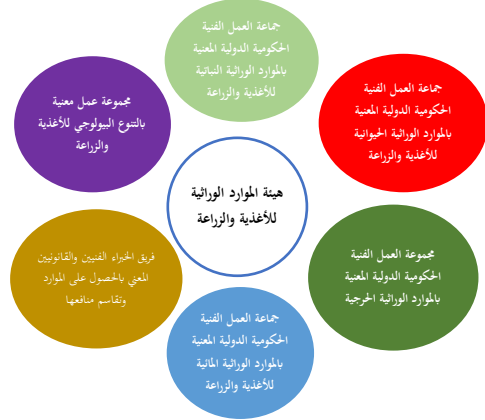 جماعة العمل الفنية
الحكومية الدولية المعنية
بالموارد الوراثية النباتية
للأغذية والزراعة
جماعة العمل الفنية
الحكومية الدولية المعنية
بالموارد الوراثية الحيوانية
للأغذية والزراعة
مجموعة عمل معنية
بالتنوع البيولوجي للأغذية
والزراعة
هيئة الموارد الوراثية
للأغذية والزراعة
مجموعة العمل الفنية
الحكومية الدولية المعنية
بالموارد الوراثية الحرجية
فريق الخبراء الفنيين والقانونيين
المعني بالحصول على الموارد
وتقاسم منافعها
جماعة العمل الفنية
الحكومية الدولية المعنية
بالموارد الوراثية المائية
للأغذية والزراعة